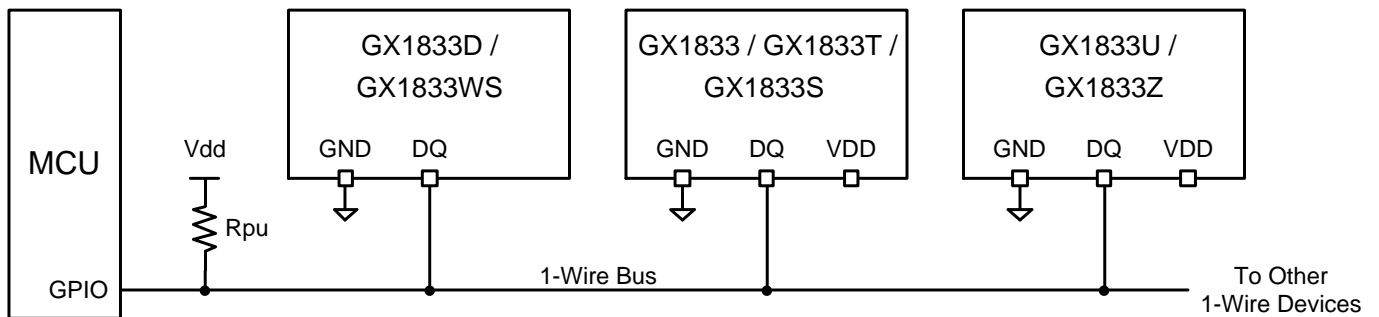 GX1833D /
GX1833WS
GX1833 / GX1833T /
GX1833S
GX1833U /
GX1833Z
MCU
Vdd
GND DQ
GND DQ VDD
GND DQ VDD
Rpu
GPIO
1-Wire Bus
To Other
1-Wire Devices